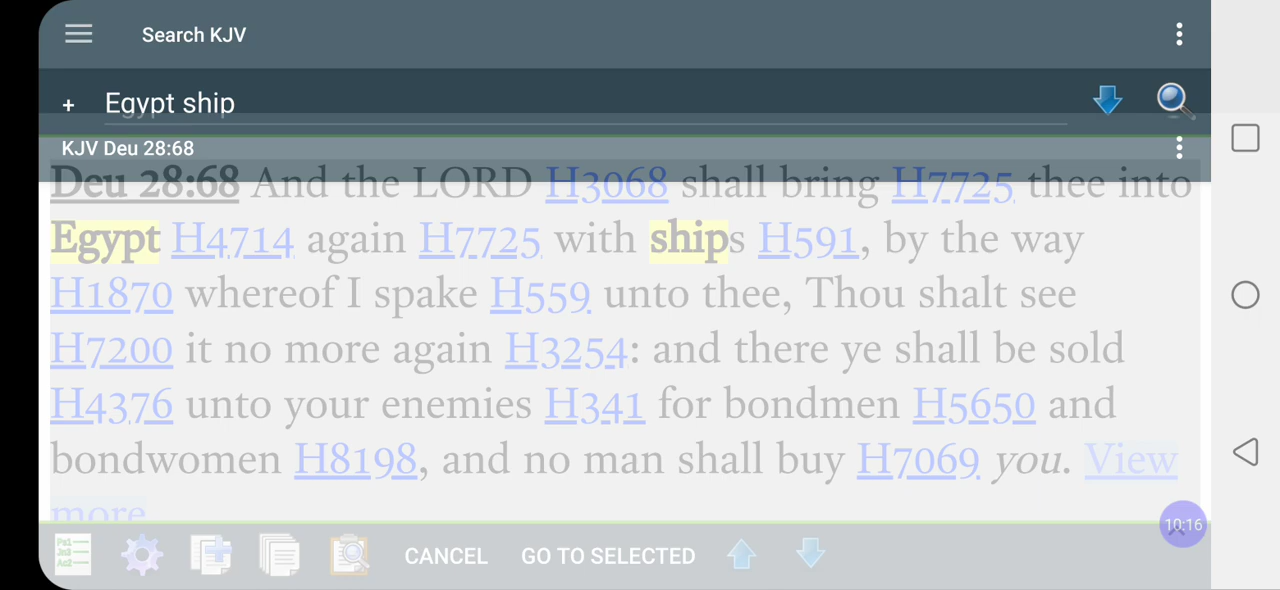 Search KJV
+ Egypt ship
KJV Deu 28:68
Deu 28:68 And the LORD H3068 shall bring H7725 thee into
Egypt H4714 again H7725 with ships H591, by the way
H1870 whereof I spake H559 unto thee, Thou shalt see
H7200 it no more again H3254: and there ye shall be sold
H4376 unto your enemies H341 for bondmen H5650 and
bondwomen H8198, and no man shall buy H7069 you. View
more
10:16
CANCEL GO TO SELECTED